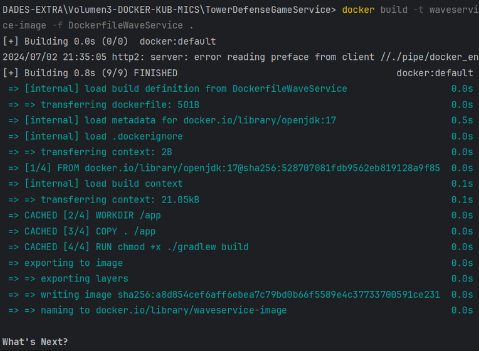 DADES-EXTRA\Volumen3-DOCKER-KUB-MICS\TowerDefenseGameService> docker build -t waveservi
ce-image -f DockerfileWaveService .
[+] Building 0.0s (0/0)  docker:default
2024/07/02 21:35:05 http2: server: error reading preface from client //./pipe/docker_en
[+] Building 0.8s (9/9) FINISHED docker:default
=> [internal] load build definition from DockerfileWaveService 0.0s
=> => transferring dockerfile: 501B 0.0s
=> [internal] load metadata for docker.io/library/openjdk:17 0.5s
=> [internal] load .dockerignore 0.0s
=> => transferring context: 2B 0.0s
=> [1/4] FROM docker.io/library/openjdk:17@sha256:528707081fdb9562eb819128a9f85 0.0s
=> [internal] load build context 0.1s
=> => transferring context: 21.05kB 0.1s
=> CACHED [2/4] WORKDIR /app 0.0s
=> CACHED [3/4] COPY . /app 0.0s
=> CACHED [4/4] RUN chmod +x ./gradlew build 0.0s
=> exporting to image 0.0s
=> => exporting layers 0.0s
=> => writing image sha256:a8d854cef6aff6ebea7c79bd0b66f5589e4c37733700591ce231 0.0s
=> => naming to docker.io/library/waveservice-image 0.0s
What's Next?